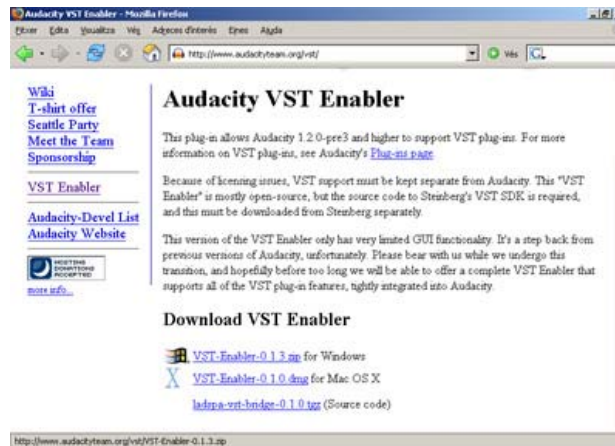 Audacity VST Enabler - Mozilla Firefox
Fitxer Edita Visualitza Vés Adreces d'interès Eines Ajuda
http://www.audacityteam.org/vst/
Vés
Wiki
T-shirt offer
Seattle Party
Meet the Team
Sponsorship
VST Enabler
Audacity-Devel List
Audacity Website
HOSTING
DONATIONS
ACCEPTED
more info...
Audacity VST Enabler
This plug-in allows Audacity 1.2.0-pre3 and higher to support VST plug-ins. For more
information on VST plug-ins, see Audacity's Plug-ins page.
Because of licensing issues, VST support must be kept separate from Audacity. This "VST
Enabler" is mostly open-source, but the source code to Steinberg's VST SDK is required,
and this must be downloaded from Steinberg separately.
This version of the VST Enabler only has very limited GUI functionality. It's a step back from
previous versions of Audacity, unfortunately. Please bear with us while we undergo this
transition, and hopefully before too long we will be able to offer a complete VST Enabler that
supports all of the VST plug-in features, tightly integrated into Audacity.
Download VST Enabler
VST-Enabler-0.1.3.zip for Windows
VST-Enabler-0.1.0.dmg for Mac OS X
ladspa-vst-bridge-0.1.0.tgz (Source code)
http://www.audacityteam.org/vst/VST-Enabler-0.1.3.zip